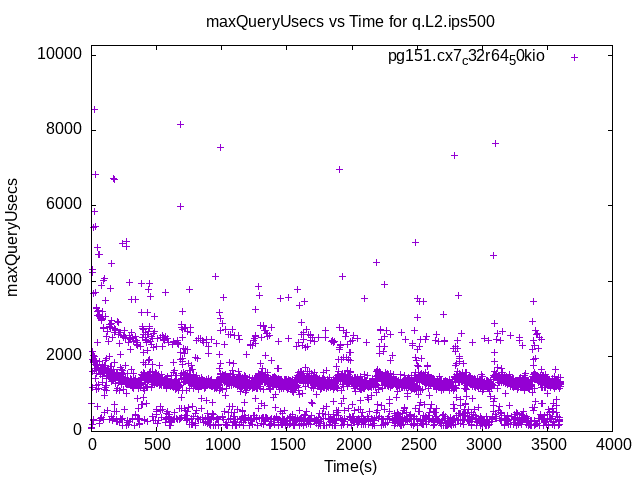 maxQueryUsecs vs Time for q.L2.ips500
pg151.cx7c32r6450kio
10000
8000
6000
4000
2000
0
maxQueryUsecs
0 500 1000 1500 2000 2500 3000 3500 4000
Time(s)